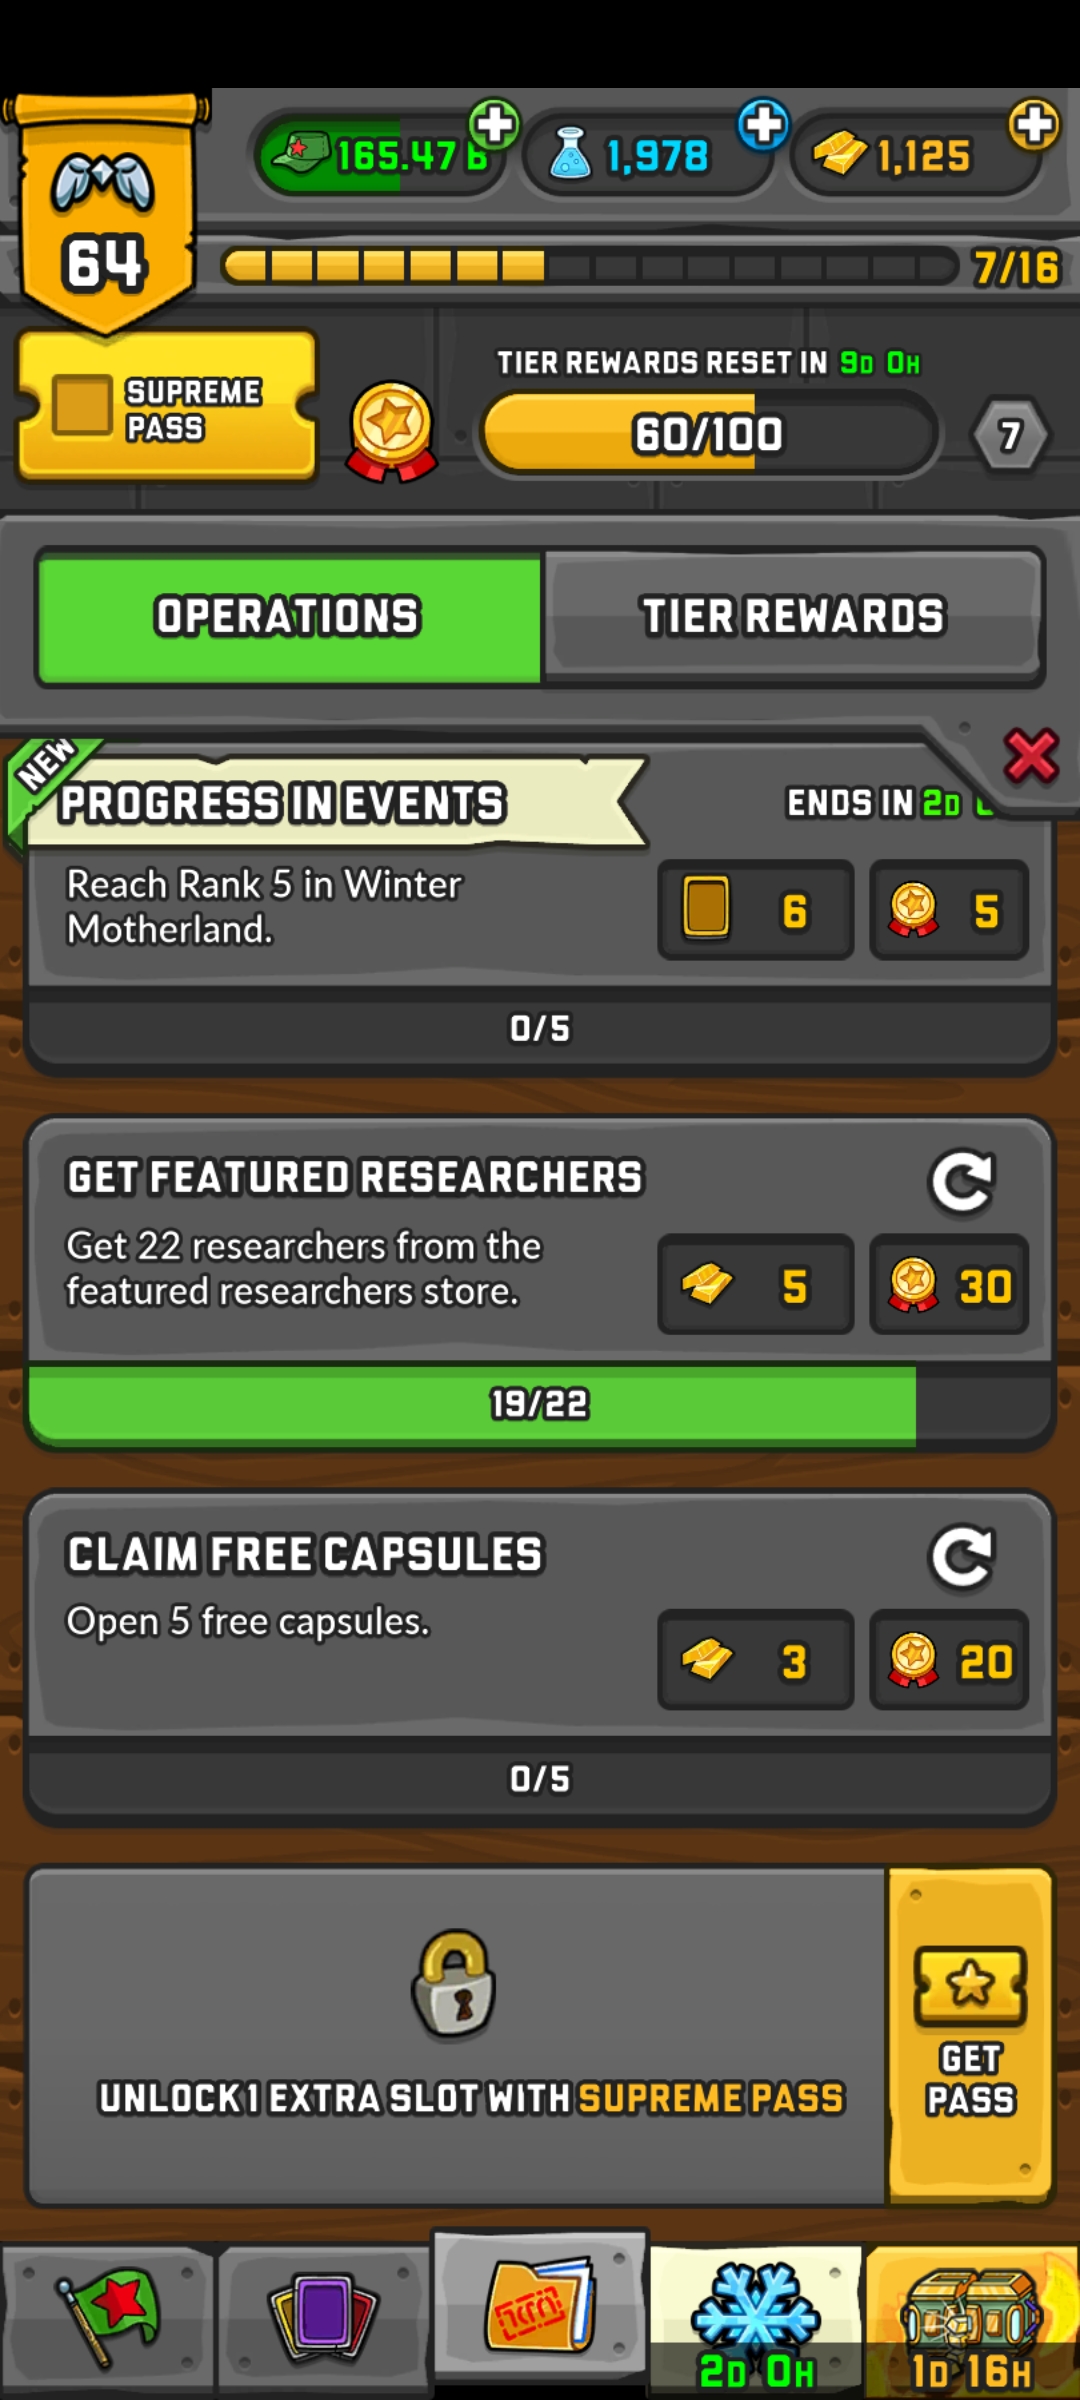 165.47 B
1,978
1,125
64
7/16
SUPREME
PASS
TIER REWARDS RESET IN 9D 0H
60/100
7
OPERATIONS
TIER REWARDS
NEW
PROGRESS IN EVENTS
ENDS IN 2D
Reach Rank 5 in Winter
Motherland.
6
5
0/5
GET FEATURED RESEARCHERS
Get 22 researchers from the
featured researchers store.
5
30
19/22
CLAIM FREE CAPSULES
Open 5 free capsules.
3
20
0/5
UNLOCK 1 EXTRA SLOT WITH SUPREME PASS
GET
PASS
2D 0H
1D 16H